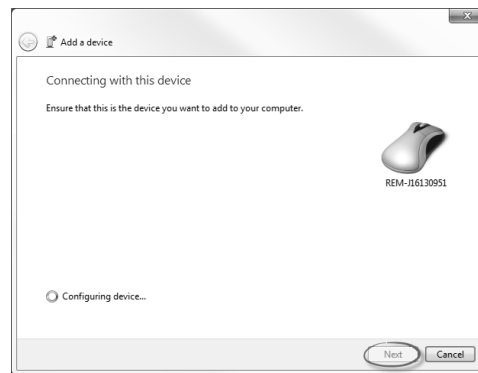 Add a device
Connecting with this device
Ensure that this is the device you want to add to your computer.
REM-J16130951
Configuring device...
Next
Cancel